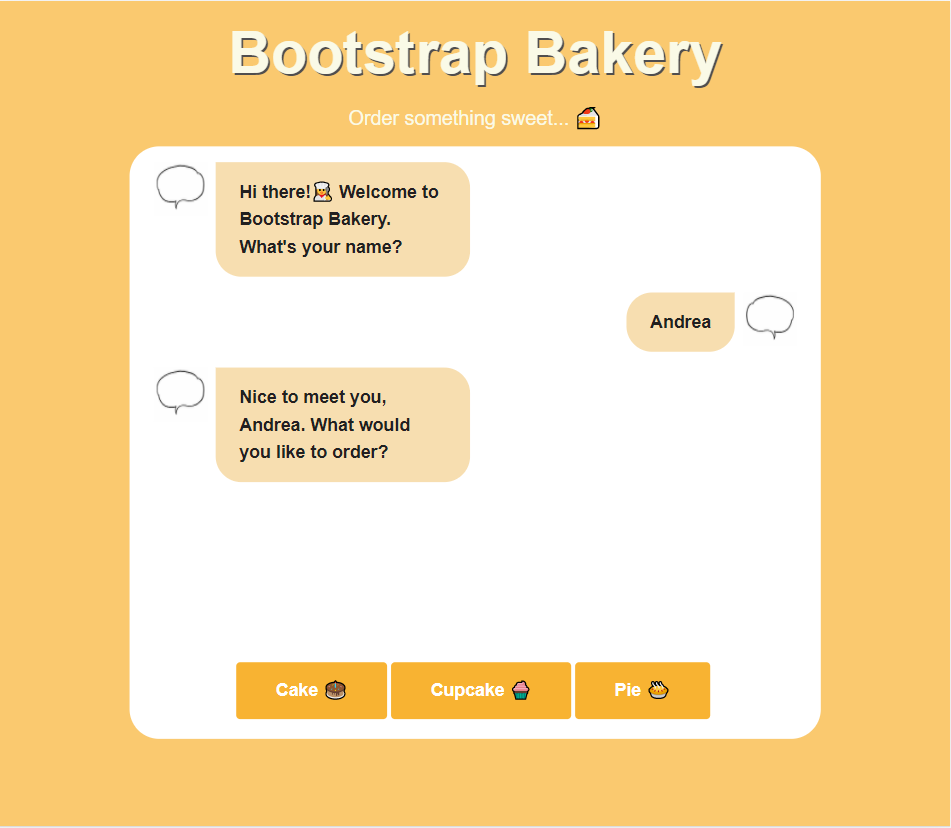 Bootstrap Bakery
Order something sweet... 🍰
Hi there!👩‍🍳 Welcome to
Bootstrap Bakery.
What's your name?
Andrea
Nice to meet you,
Andrea. What would
you like to order?
Cake 🎂
Cupcake 🧁
Pie 🥧